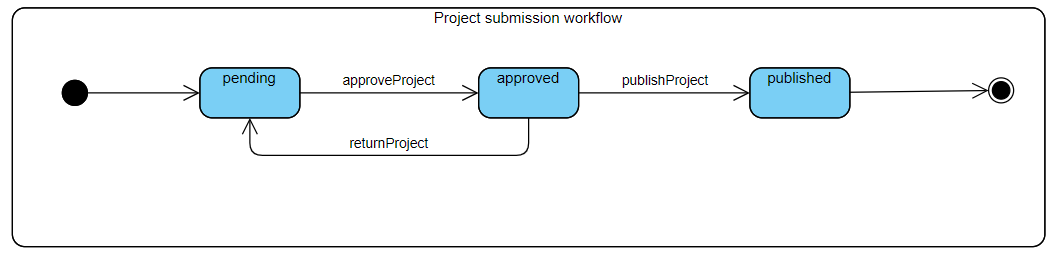 Project submission workflow
pending
approveProject
approved
publishProject
published
returnProject